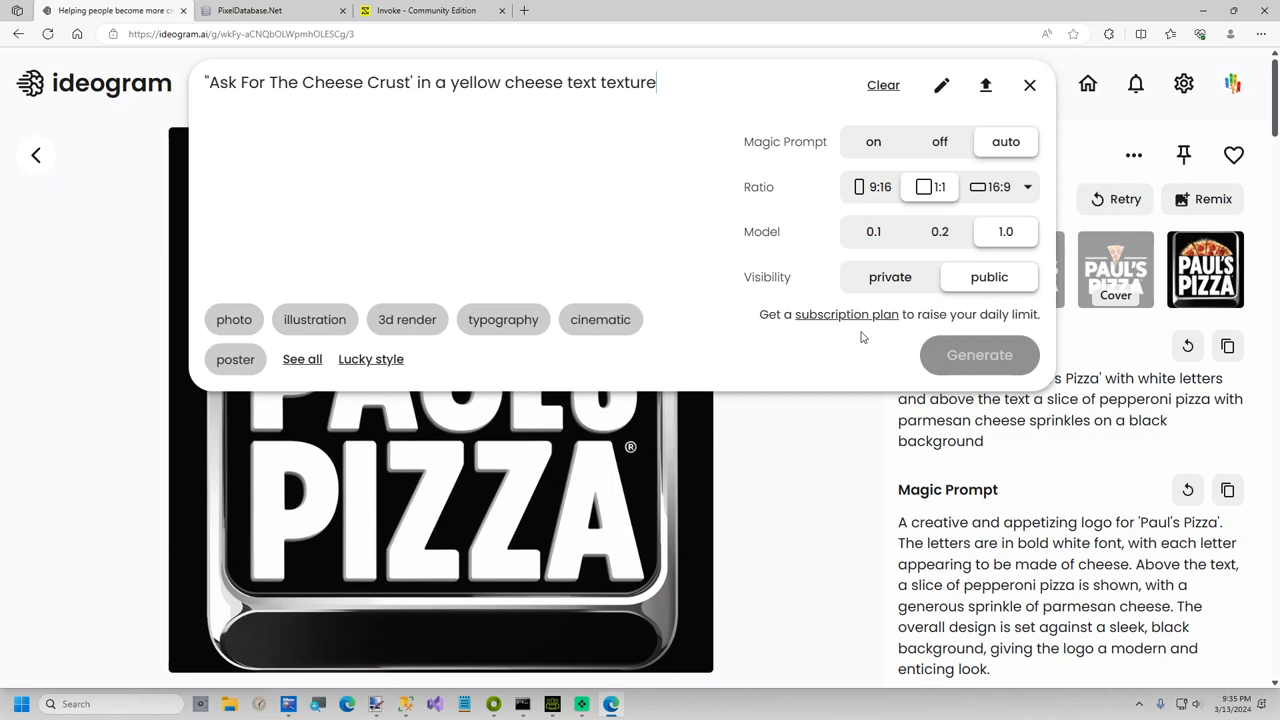 Helping people become more cr
PixelDatabase.Net
Invoke - Community Edition
https://ideogram.ai/g/wkFy-aCNQbOLWpmhOLESCg/3
ideogram
"Ask For The Cheese Crust' in a yellow cheese text texture
Clear
Magic Prompt
on
off
auto
Ratio
9:16
1:1
16:9
Model
0.1
0.2
1.0
Visibility
private
public
Get a subscription plan to raise your daily limit.
Generate
photo
illustration
3d render
typography
cinematic
poster
See all
Lucky style
Retry
Remix
PAUL'S
Cover
PAUL'S
PIZZA
s Pizza' with white letters
and above the text a slice of pepperoni pizza with
parmesan cheese sprinkles on a black
background
Magic Prompt
A creative and appetizing logo for 'Paul's Pizza'.
The letters are in bold white font, with each letter
appearing to be made of cheese. Above the text,
a slice of pepperoni pizza is shown, with a
generous sprinkle of parmesan cheese. The
overall design is set against a sleek, black
background, giving the logo a modern and
enticing look.
PAUL'S
PIZZA®
Search
9:35 PM
3/13/2024